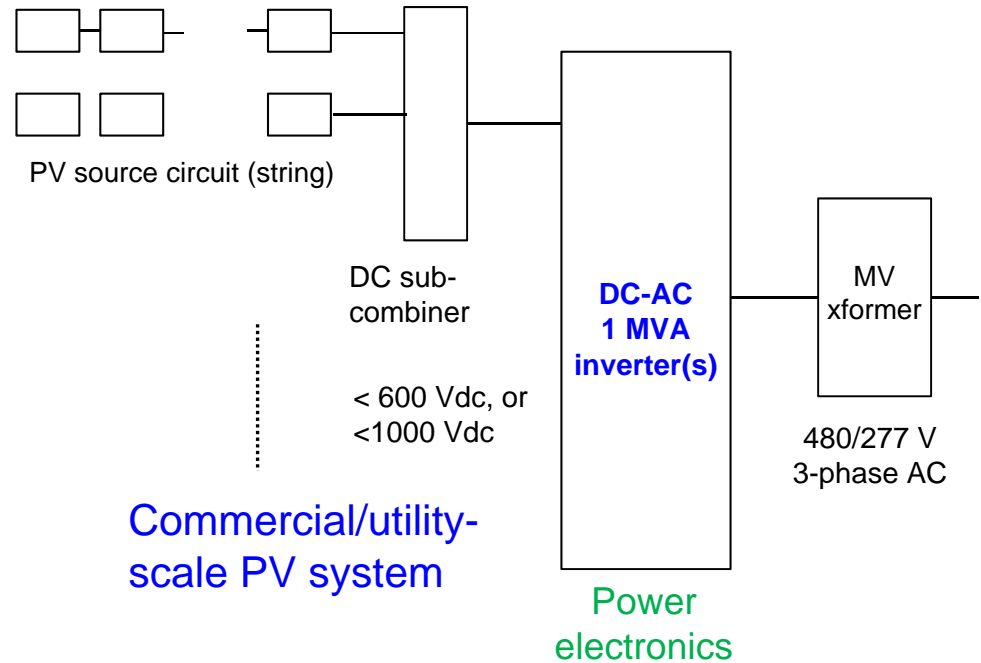 PV source circuit (string)
DC sub-
combiner
< 600 Vdc, or
<1000 Vdc
Commercial/utility-
scale PV system
DC-AC
1 MVA
inverter(s)
Power
electronics
MV
xformer
480/277 V
3-phase AC